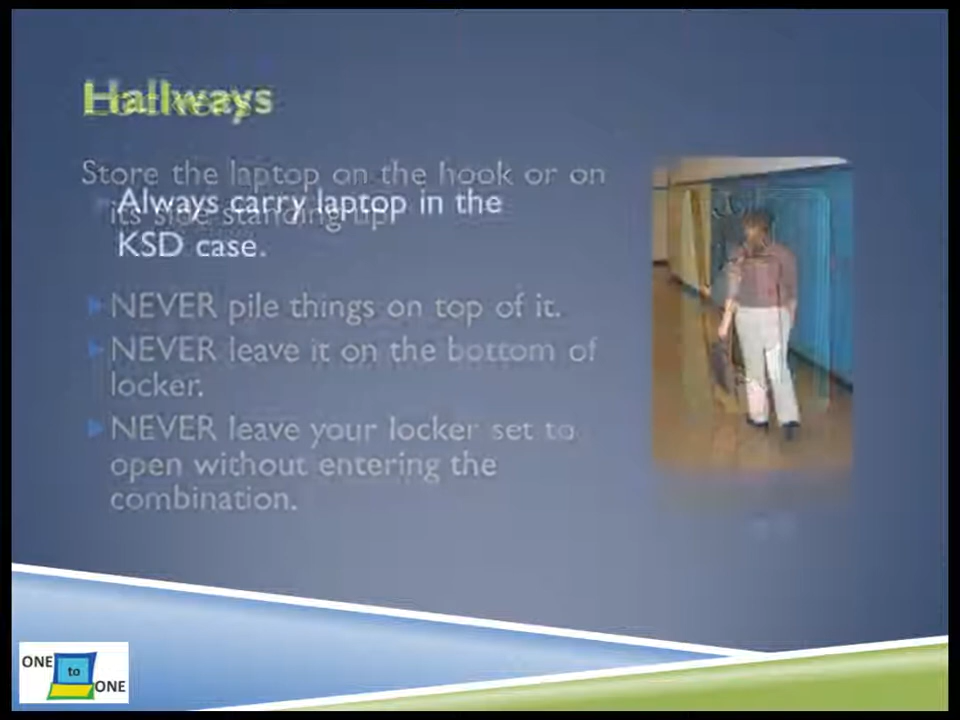 Hallways
Lockers
Store the laptop on the hook or on
its side standing up.
Always carry laptop in the
KSD case.
NEVER pile things on top of it.
NEVER leave it on the bottom of
locker.
NEVER leave your locker set to
open without entering the
combination.
ONE
to
ONE